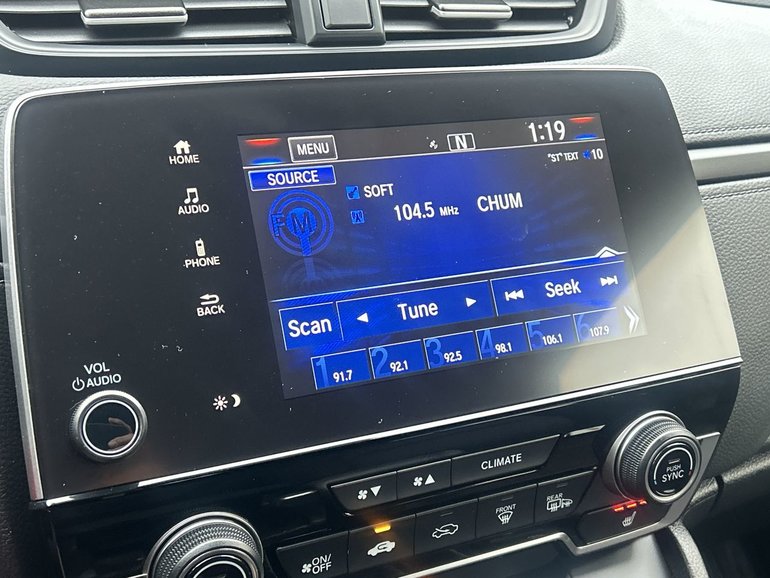 HOME
AUDIO
PHONE
BACK
VOL
AUDIO
MENU
N
1:19
SOURCE
"ST" TEXT
10
FM
SOFT
104.5 MHz
CHUM
Scan
Tune
Seek
1 91.7
2 92.1
3 92.5
4 98.1
5 106.1
6 107.9
CLIMATE
PUSH
SYNC
ON/
OFF
FRONT
REAR